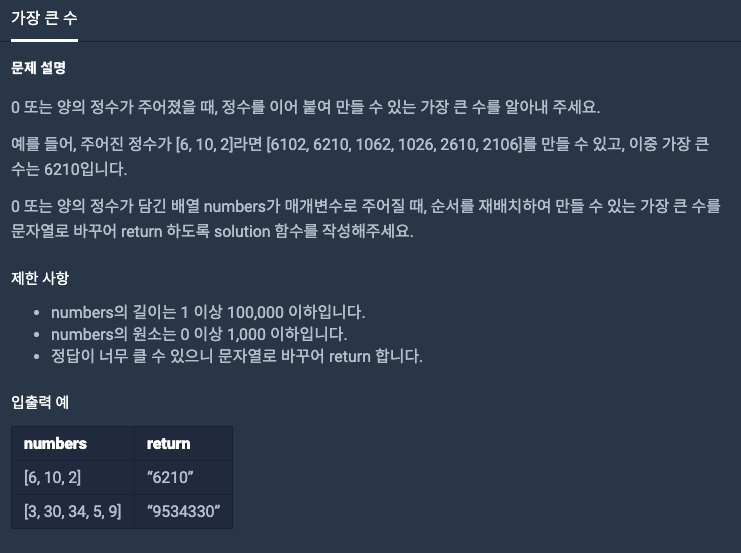 가장 큰 수
문제 설명
0 또는 양의 정수가 주어졌을 때, 정수를 이어 붙여 만들 수 있는 가장 큰 수를 알아내 주세요.
예를 들어, 주어진 정수가 [6, 10, 2]라면 [6102, 6210, 1062, 1026, 2610, 2106]를 만들 수 있고, 이중 가장 큰
수는 6210입니다.
0 또는 양의 정수가 담긴 배열 numbers가 매개변수로 주어질 때, 순서를 재배치하여 만들 수 있는 가장 큰 수를
문자열로 바꾸어 return 하도록 solution 함수를 작성해주세요.
제한 사항
• numbers의 길이는 1 이상 100,000 이하입니다.
• numbers의 원소는 0 이상 1,000 이하입니다.
• 정답이 너무 클 수 있으니 문자열로 바꾸어 return 합니다.
입출력 예
numbers return
[6, 10, 2] “6210”
[3, 30, 34, 5, 9] “9534330”